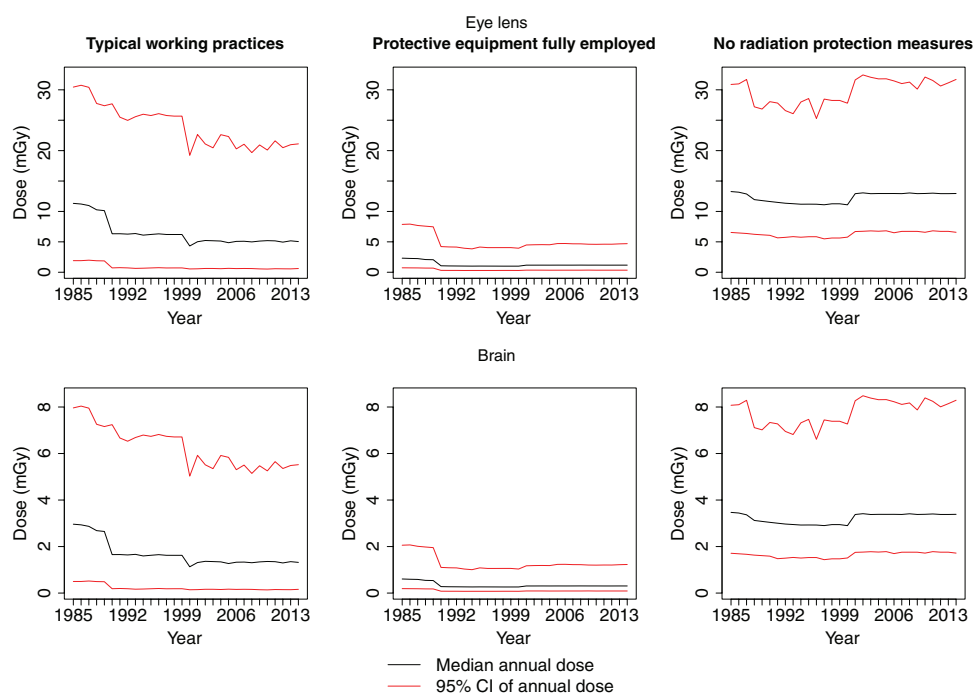 Eye lens
Typical working practices
Protective equipment fully employed
No radiation protection measures
Dose (mGy)
30
20
10
5
0
1985 1992 1999 2006 2013
Year
Dose (mGy)
30
20
10
5
0
1985 1992 1999 2006 2013
Year
Dose (mGy)
30
20
10
5
0
1985 1992 1999 2006 2013
Year
Brain
Dose (mGy)
8
6
4
2
0
1985 1992 1999 2006 2013
Year
Dose (mGy)
8
6
4
2
0
1985 1992 1999 2006 2013
Year
Dose (mGy)
8
6
4
2
0
1985 1992 1999 2006 2013
Year
Median annual dose
95% CI of annual dose